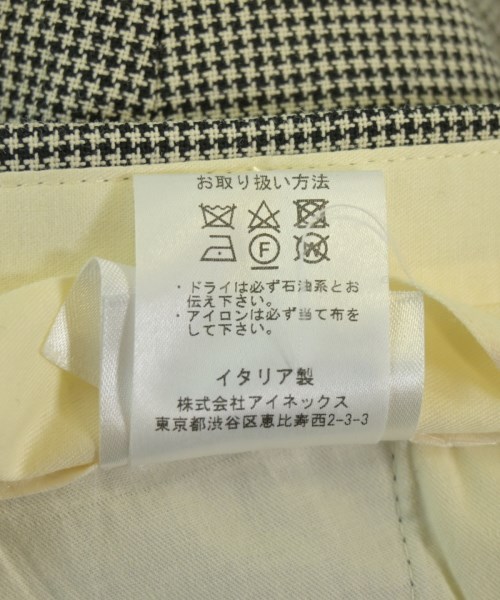 お取り扱い方法
F W
・ドライは必ず石油系とお
伝え下さい。
・アイロンは必ず当て布を
して下さい。
イタリア製
株式会社アイネックス
東京都渋谷区恵比寿西2-3-3